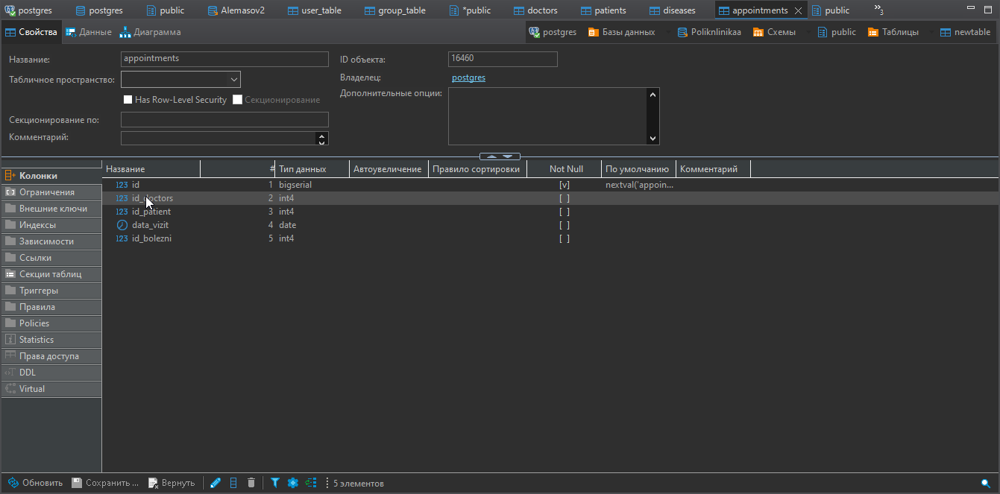 postgres postgres public Alemasov2 user_table group_table *public doctors patients diseases appointments public »3
Свойства Данные Диаграмма postgres Базы данных Poliknlinikaa Схемы public Таблицы newtable
Название: appointments ID объекта: 16460
Табличное пространство: Владелец: postgres
Has Row-Level Security Секционирование Дополнительные опции:
Секционирование по:
Комментарий:
Название # Тип данных Автоувеличение Правило сортировки Not Null По умолчанию Комментарий
123 id 1 bigserial [v] nextval('appoin...
123 id_doctors 2 int4 [ ]
123 id_patient 3 int4 [ ]
data_vizit 4 date [ ]
123 id_bolezni 5 int4 [ ]
Колонки
Ограничения
Внешние ключи
Индексы
Зависимости
Ссылки
Секции таблиц
Триггеры
Правила
Policies
Statistics
Права доступа
DDL
Virtual
Обновить Сохранить ... Вернуть 5 элементов